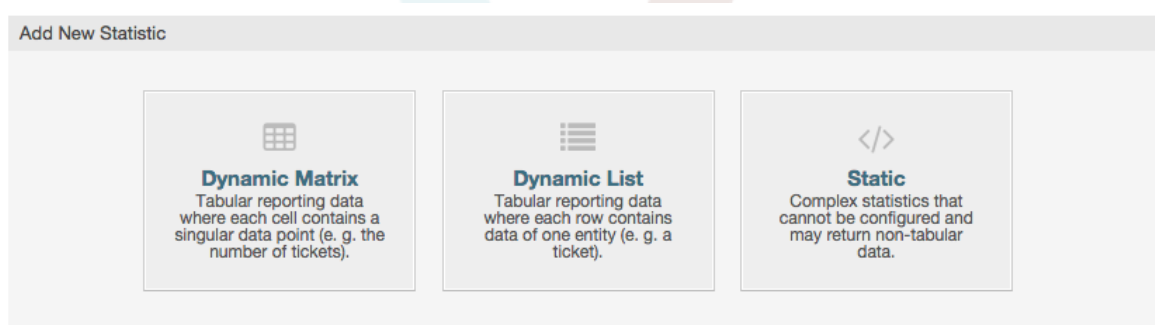 Add New Statistic
Dynamic Matrix
Tabular reporting data
where each cell contains a
singular data point (e. g. the
number of tickets).
Dynamic List
Tabular reporting data
where each row contains
data of one entity (e. g. a
ticket).
</>
Static
Complex statistics that
cannot be configured and
may return non-tabular
data.